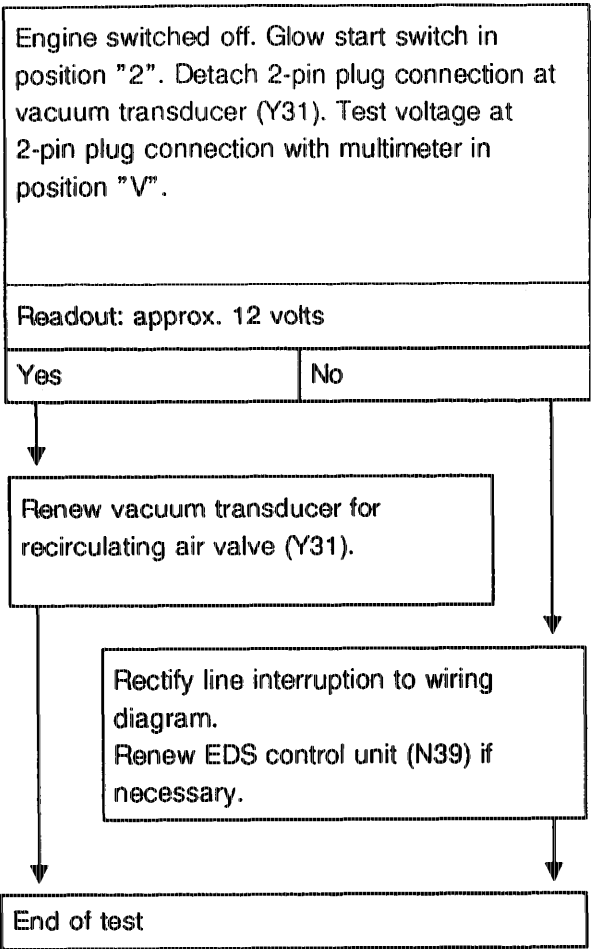 Engine switched off. Glow start switch in
position "2". Detach 2-pin plug connection at
vacuum transducer (Y31). Test voltage at
2-pin plug connection with multimeter in
position "V".
Readout: approx. 12 volts
Yes
No
Renew vacuum transducer for
recirculating air valve (Y31).
Rectify line interruption to wiring
diagram.
Renew EDS control unit (N39) if
necessary.
End of test